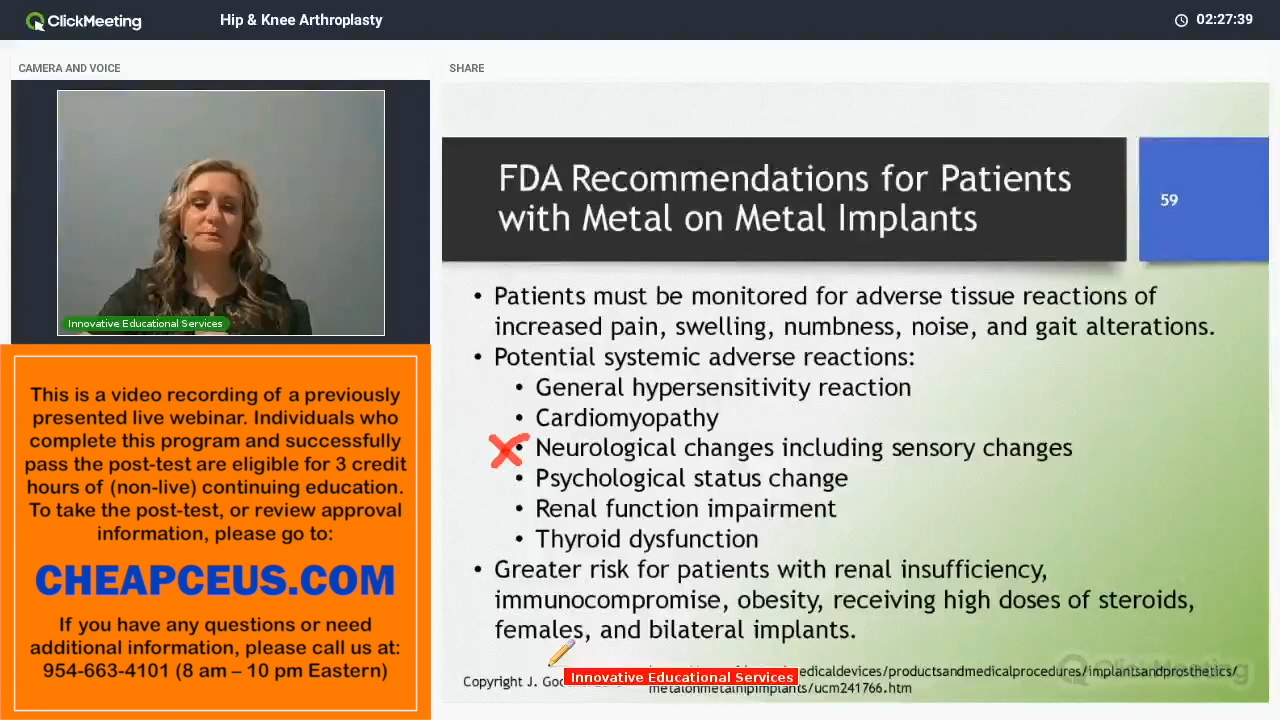 ClickMeeting
Hip & Knee Arthroplasty
02:27:39
CAMERA AND VOICE
SHARE
Innovative Educational Services
This is a video recording of a previously
presented live webinar. Individuals who
complete this program and successfully
pass the post-test are eligible for 3 credit
hours of (non-live) continuing education.
To take the post-test, or review approval
information, please go to:
CHEAPCEUS.COM
If you have any questions or need
additional information, please call us at:
954-663-4101 (8 am – 10 pm Eastern)
FDA Recommendations for Patients
with Metal on Metal Implants
59
• Patients must be monitored for adverse tissue reactions of
increased pain, swelling, numbness, noise, and gait alterations.
• Potential systemic adverse reactions:
• General hypersensitivity reaction
• Cardiomyopathy
• Neurological changes including sensory changes
• Psychological status change
• Renal function impairment
• Thyroid dysfunction
• Greater risk for patients with renal insufficiency,
immunocompromise, obesity, receiving high doses of steroids,
females, and bilateral implants.
Copyright J.
Innovative Educational Services
edicaldevices/productsandmedicalprocedures/implantsandprosthetics/
metalonmetalhipimplants/ucm241766.htm
ClickMeeting